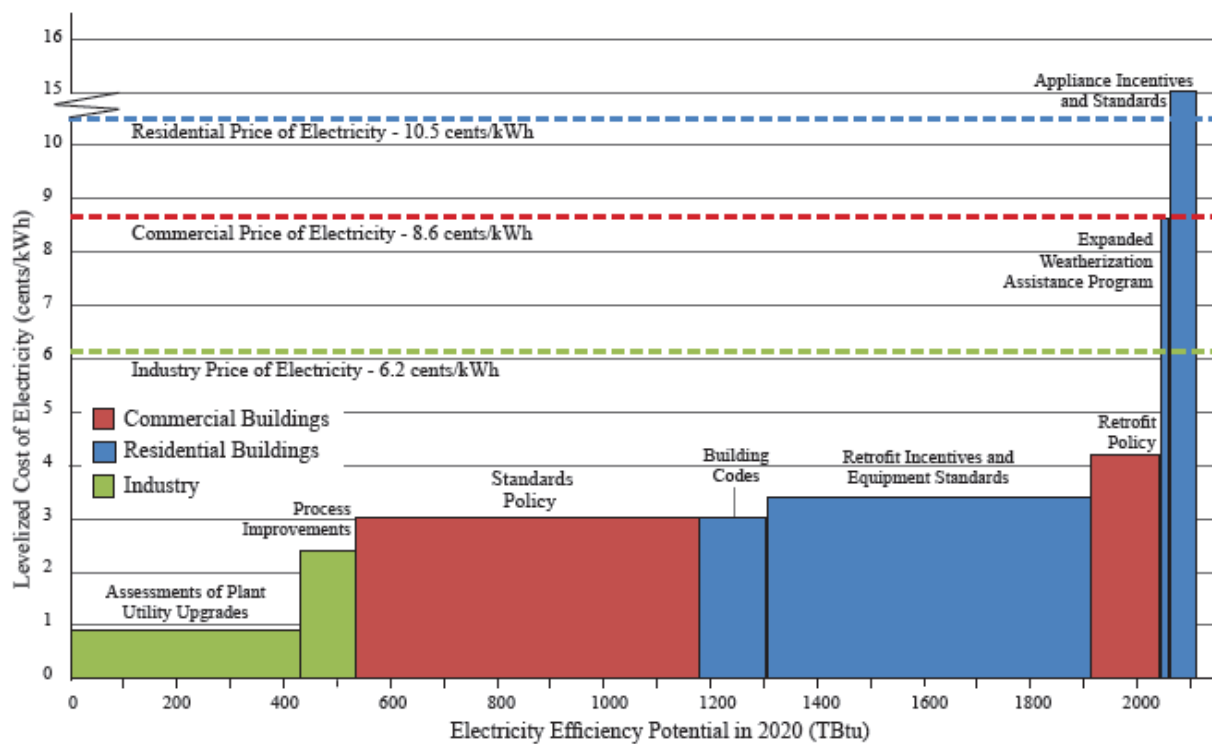 16
15
10
9
8
7
6
5
4
3
2
1
0
Levelized Cost of Electricity (cents/kWh)
Appliance Incentives
and Standards
Residential Price of Electricity - 10.5 cents/kWh
Commercial Price of Electricity - 8.6 cents/kWh
Expanded
Weatherization
Assistance Program
Industry Price of Electricity - 6.2 cents/kWh
Commercial Buildings
Residential Buildings
Industry
Assessments of Plant
Utility Upgrades
Process
Improvements
Standards
Policy
Building
Codes
Retrofit Incentives and
Equipment Standards
Retrofit
Policy
0 200 400 600 800 1000 1200 1400 1600 1800 2000
Electricity Efficiency Potential in 2020 (TBtu)